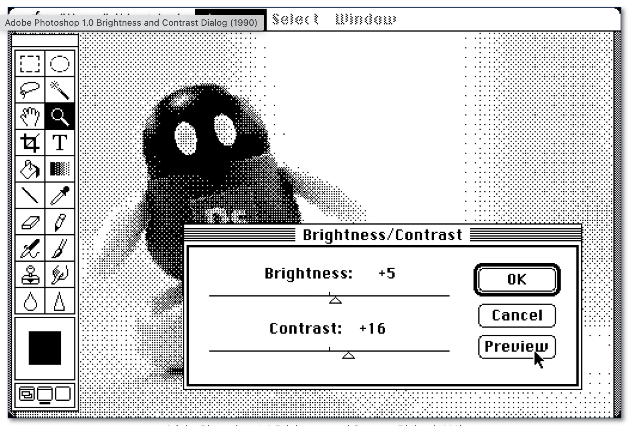 Adobe Photoshop 1.0 Brightness and Contrast Dialog (1990)
Select Window
T
Brightness/Contrast
Brightness: +5
OK
Cancel
Contrast: +16
Preview